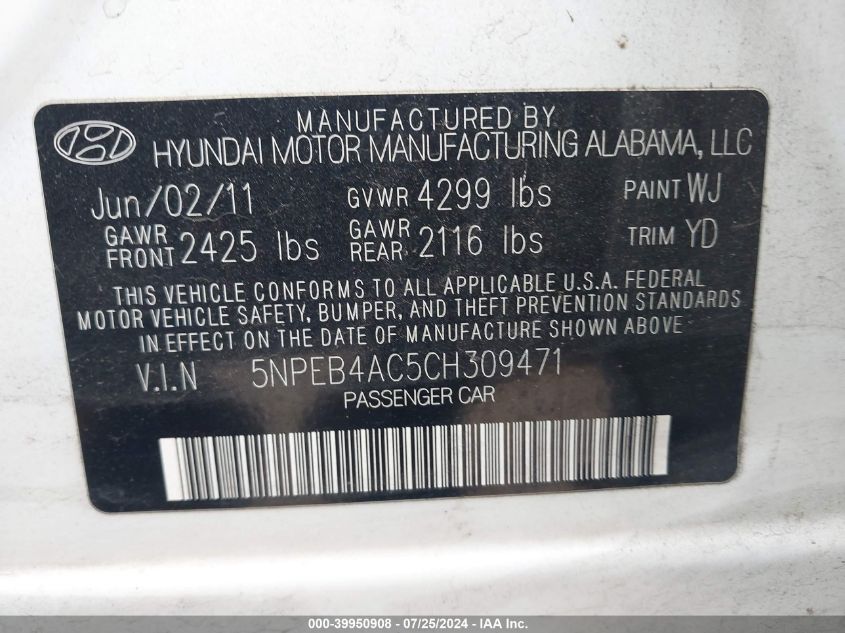 MANUFACTURED BY
HYUNDAI MOTOR MANUFACTURING ALABAMA, LLC
Jun/02/11 GVWR 4299 lbs PAINT WJ
GAWR FRONT 2425 lbs GAWR REAR 2116 lbs TRIM YD
THIS VEHICLE CONFORMS TO ALL APPLICABLE U.S.A. FEDERAL
MOTOR VEHICLE SAFETY, BUMPER, AND THEFT PREVENTION STANDARDS
IN EFFECT ON THE DATE OF MANUFACTURE SHOWN ABOVE
V.I.N 5NPEB4AC5CH309471
PASSENGER CAR
000-39950908 - 07/25/2024 - IAA Inc.